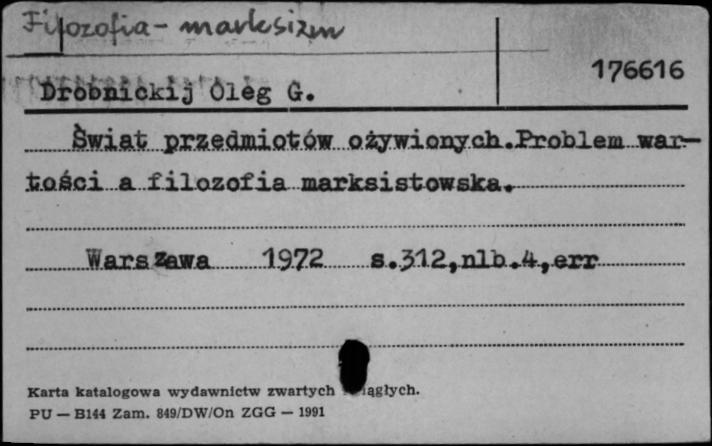 Filozofia - marksizm
176616
Drobnickij Oleg G.
Świat przedmiotów ożywionych.Problem war-
tości a filozofia marksistowska.
Warszawa 1972 s.312,nlb.4,err
Karta katalogowa wydawnictw zwartych iągłych.
PU — B144 Zam. 849/DW/On ZGG — 1991